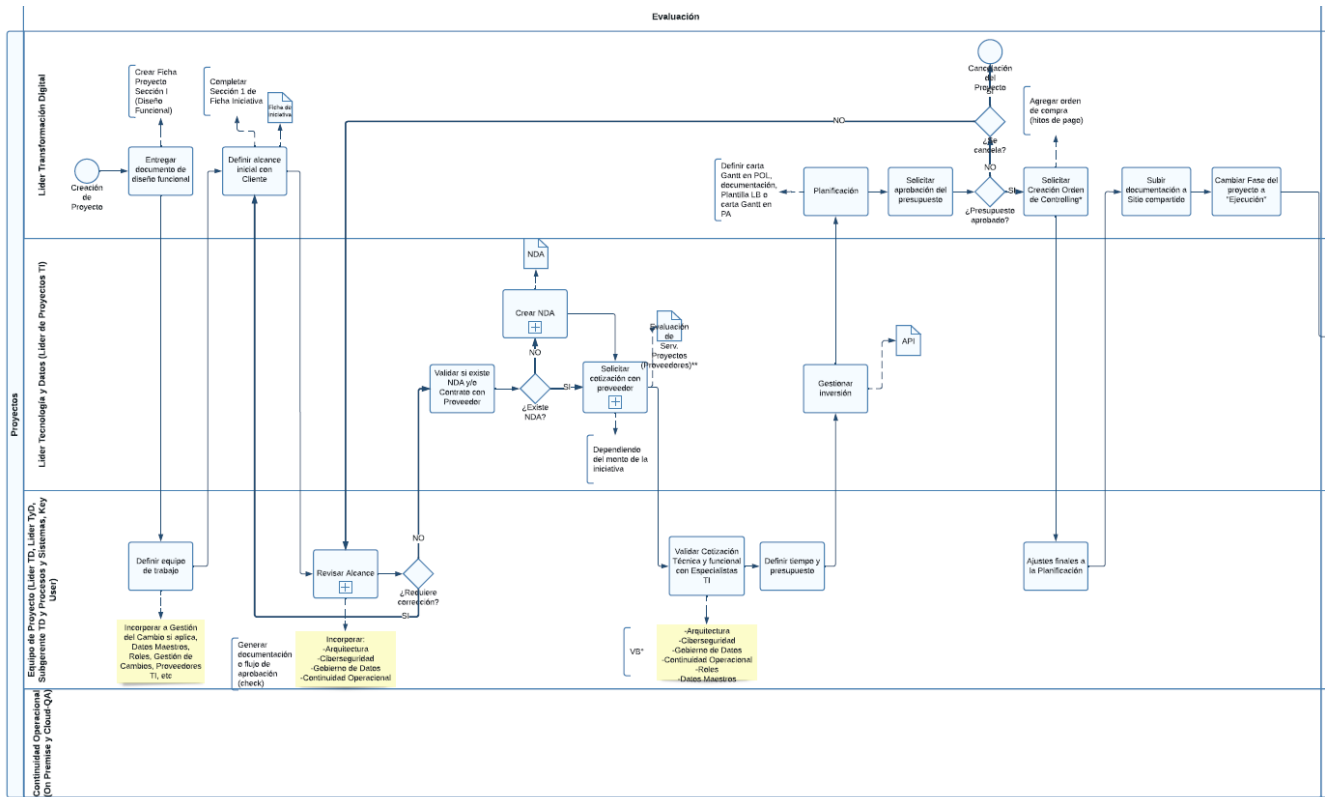 Evaluación
Proyectos
Lider Transformación Digital
Creación
de
Proyecto
Crear Ficha
Proyecto
Sección I
(Diseño
Funcional)
Entregar
documento de
diseño funcional
Completar
Sección 1 de
Ficha Iniciativa
Ficha de
Iniciativa
Definir alcance
inicial con
Cliente
NO
Definir carta
Gantt en POL,
documentación,
Plantilla LB o
carta Gantt en
PA
Planificación
Solicitar
aprobación del
presupuesto
Cancelación
del
Proyecto
SI
¿Se
cancela?
NO
¿Presupuesto
aprobado?
SI
Agregar orden
de compra
(hitos de pago)
Solicitar
Creación Orden
de Controlling*
Subir
documentación a
Sitio compartido
Cambiar Fase del
proyecto a
"Ejecución"
Lider Tecnología y Datos (Lider de Proyectos TI)
NDA
Crear NDA
NO
Validar si existe
NDA y/o
Contrato con
Proveedor
¿Existe
NDA?
SI
Solicitar
cotización con
proveedor
Evaluación
de
Serv.
Proyectos
(Proveedores)**
Dependiendo
del monto de la
iniciativa
Gestionar
inversión
API
Equipo de Proyecto (Lider TD, Lider TyD,
Subgerente TD y Procesos y Sistemas, Key
User)
Definir equipo
de trabajo
Incorporar a Gestión
del Cambio si aplica,
Datos Maestros,
Roles, Gestión de
Cambios, Proveedores
TI, etc
Revisar Alcance
NO
¿Requiere
corrección?
SI
Generar
documentación
o flujo de
aprobación
(check)
Incorporar:
-Arquitectura
-Ciberseguridad
-Gobierno de Datos
-Continuidad Operacional
Validar Cotización
Técnica y funcional
con Especialistas
TI
Definir tiempo y
presupuesto
VB*
-Arquitectura
-Ciberseguridad
-Gobierno de Datos
-Continuidad Operacional
-Roles
-Datos Maestros
Ajustes finales a
la Planificación
Continuidad Operacional
(On Premise y Cloud-QA)